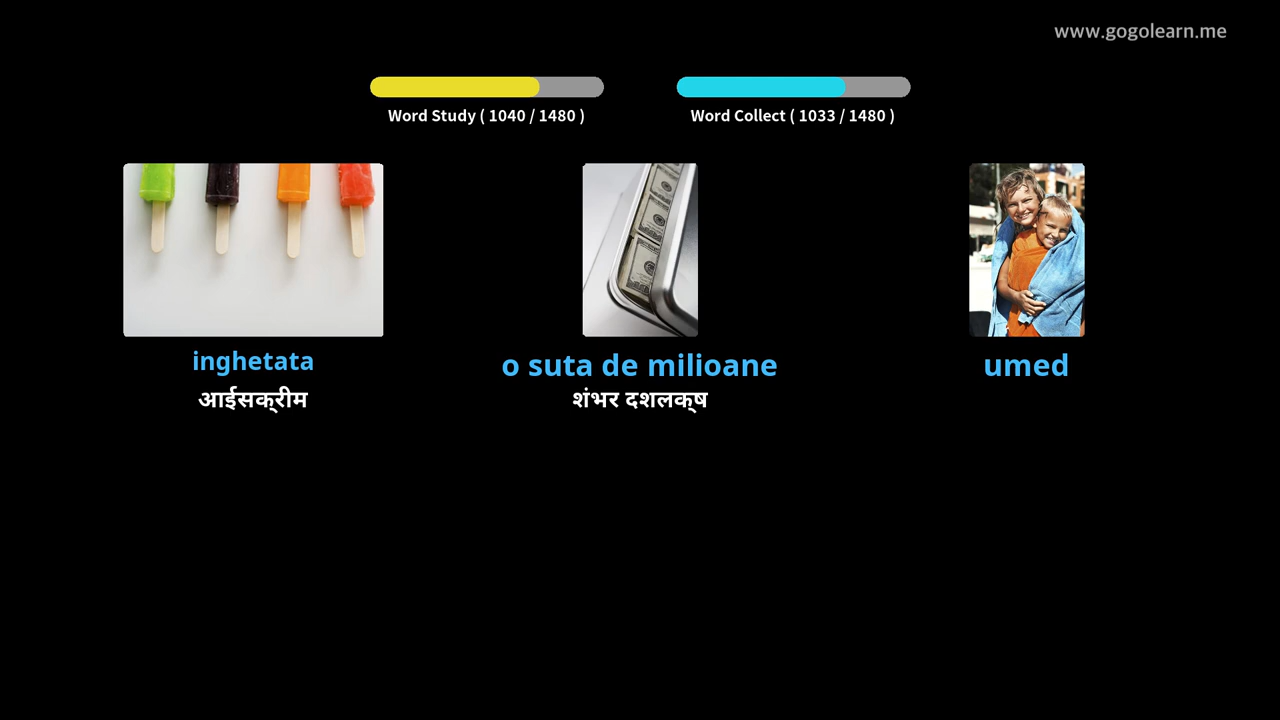 www.gogolearn.me
Word Study ( 1040 / 1480 )
Word Collect ( 1033 / 1480 )
inghetata
आईसक्रीम
o suta de milioane
शंभर दशलक्ष
umed